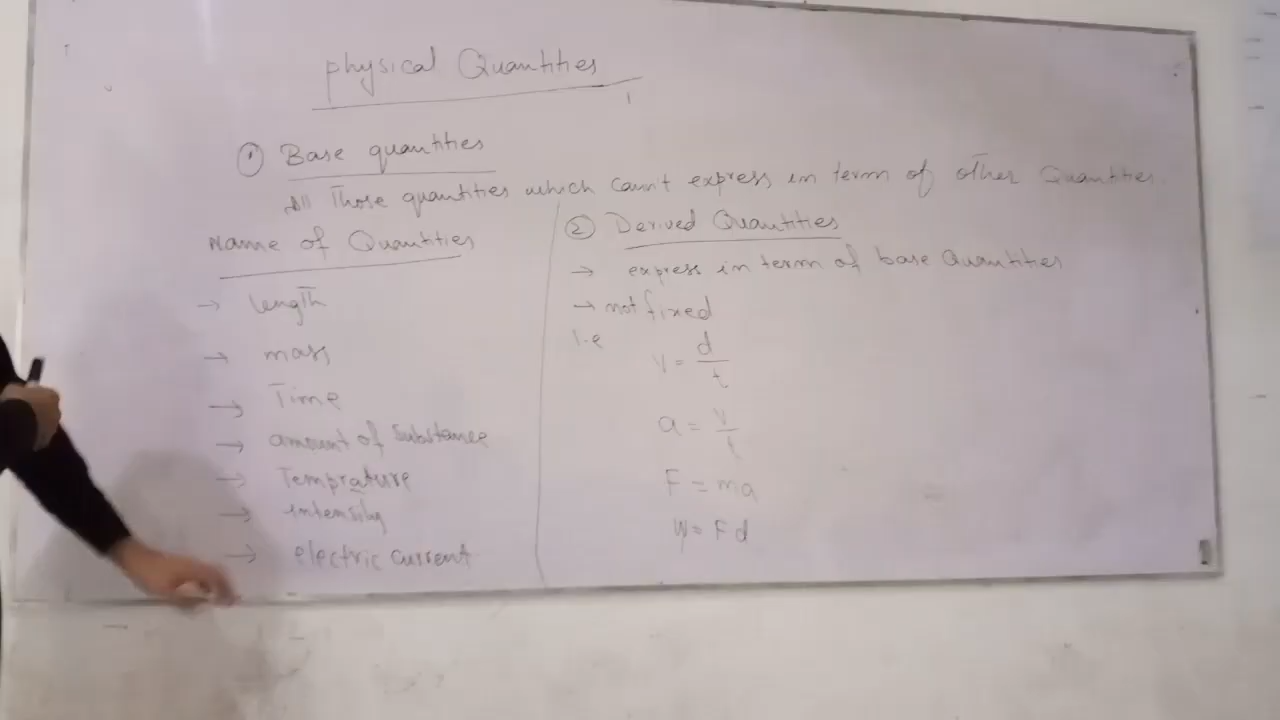 Physical Quantities
① Base quantities
All Those quantities which can't express in term of other Quantities
Name of Quantities
→ length
→ mass
→ Time
→ amount of Substance
→ Temprature
→ intensity
→ electric current
② Derived Quantities
→ express in term of base Quantities
→ not fixed
i.e
v = d/t
a = v/t
F = ma
W = Fd